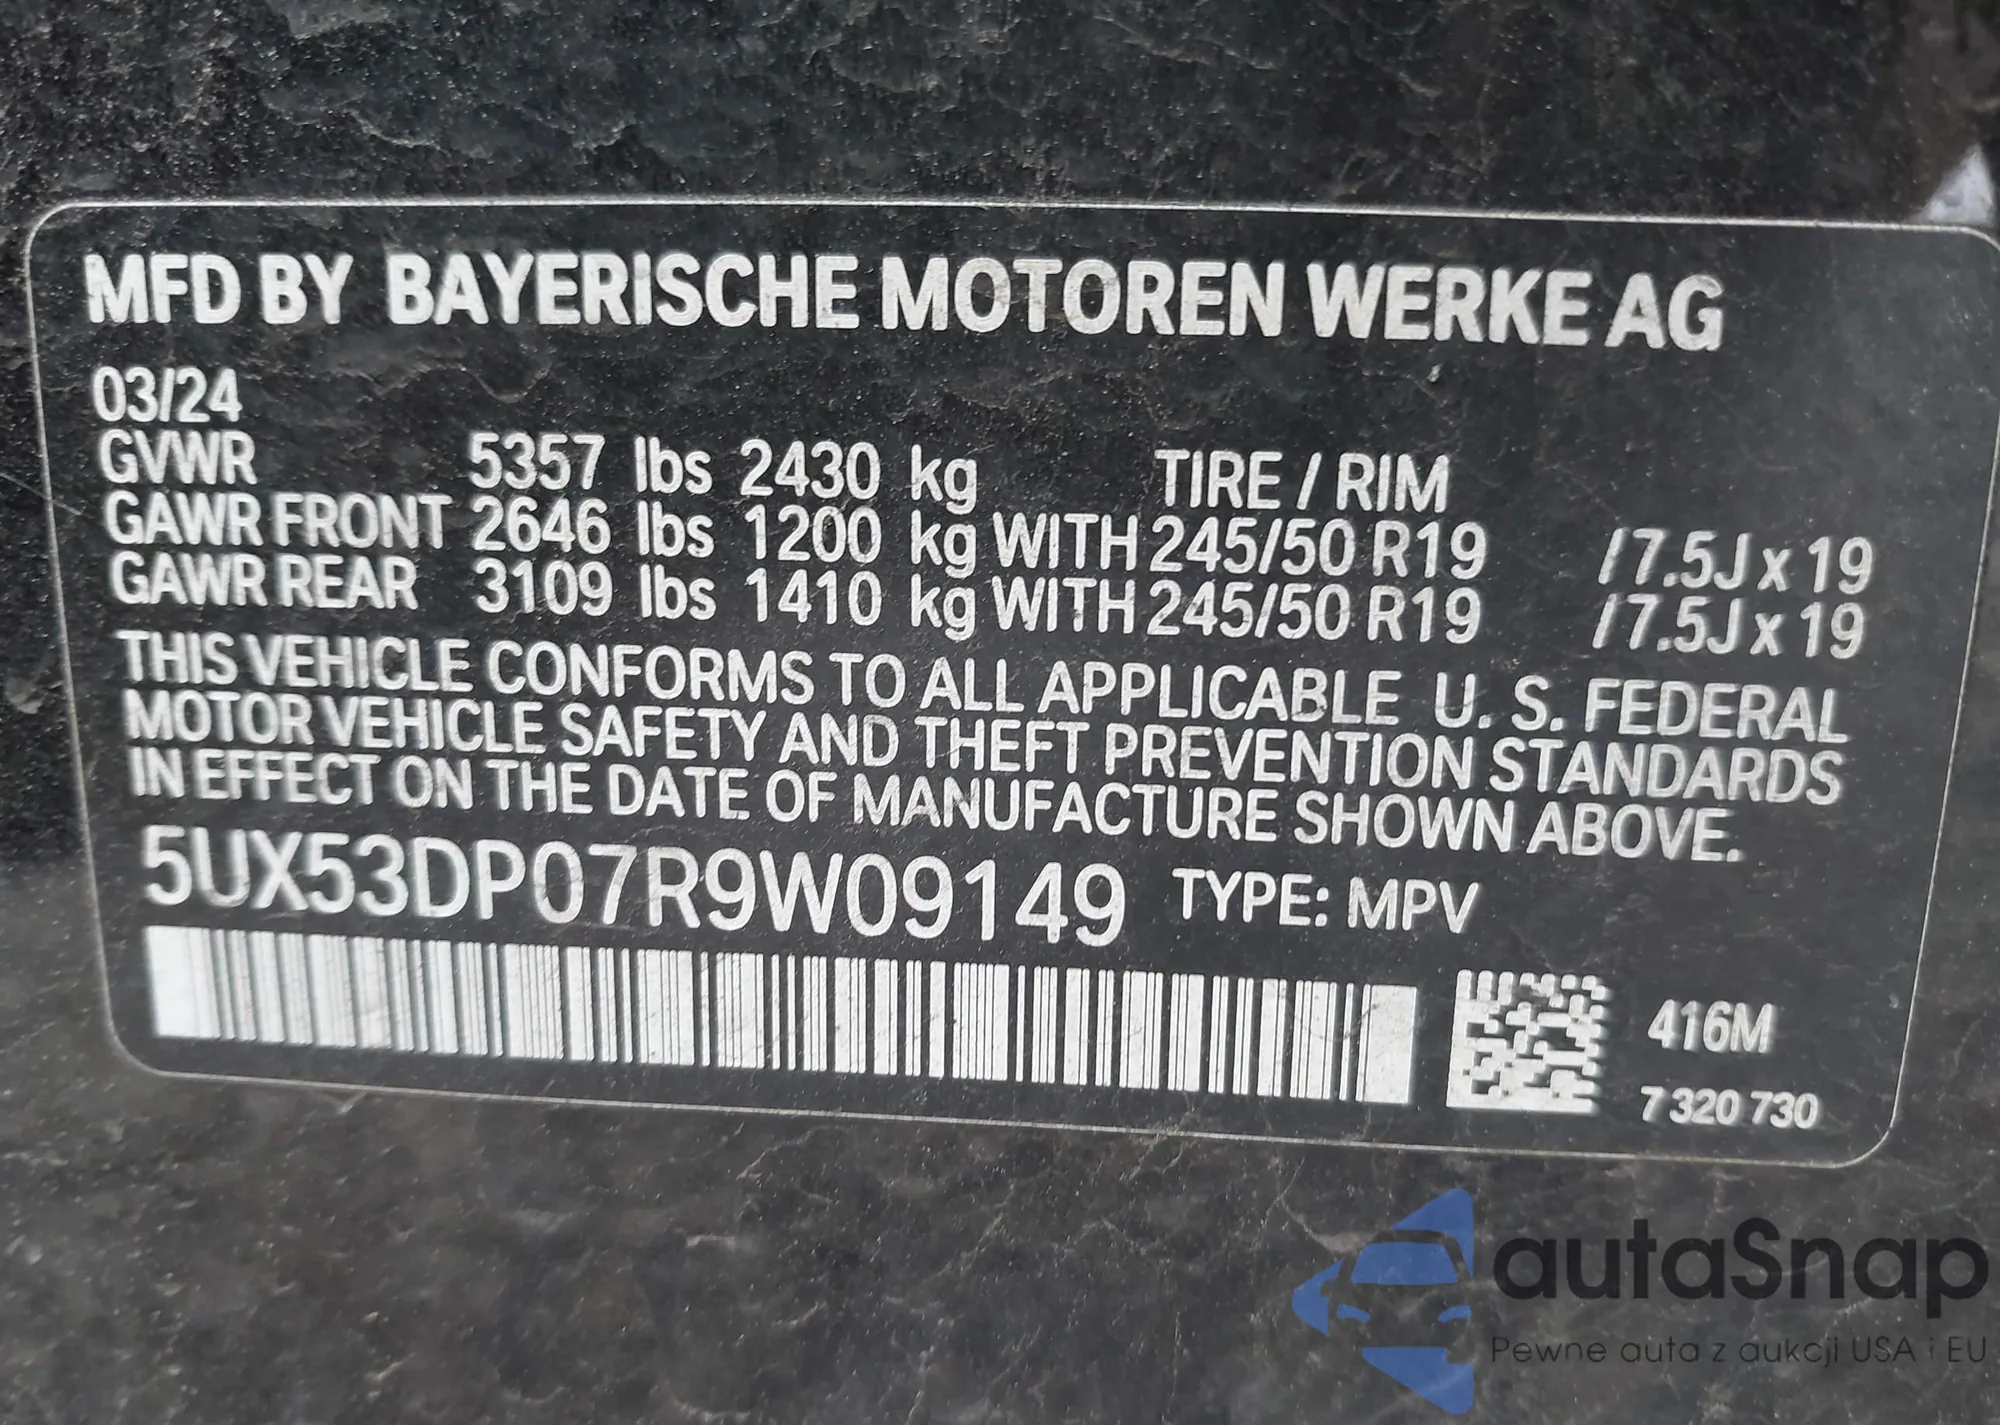 MFD BY BAYERISCHE MOTOREN WERKE AG
03/24
GVWR 5357 lbs 2430 kg TIRE / RIM
GAWR FRONT 2646 lbs 1200 kg WITH 245/50 R19 / 7.5J x 19
GAWR REAR 3109 lbs 1410 kg WITH 245/50 R19 / 7.5J x 19
THIS VEHICLE CONFORMS TO ALL APPLICABLE U. S. FEDERAL
MOTOR VEHICLE SAFETY AND THEFT PREVENTION STANDARDS
IN EFFECT ON THE DATE OF MANUFACTURE SHOWN ABOVE.
5UX53DP07R9W09149 TYPE: MPV
416M
7 320 730
autaSnap
Pewne auta z aukcji USA i EU